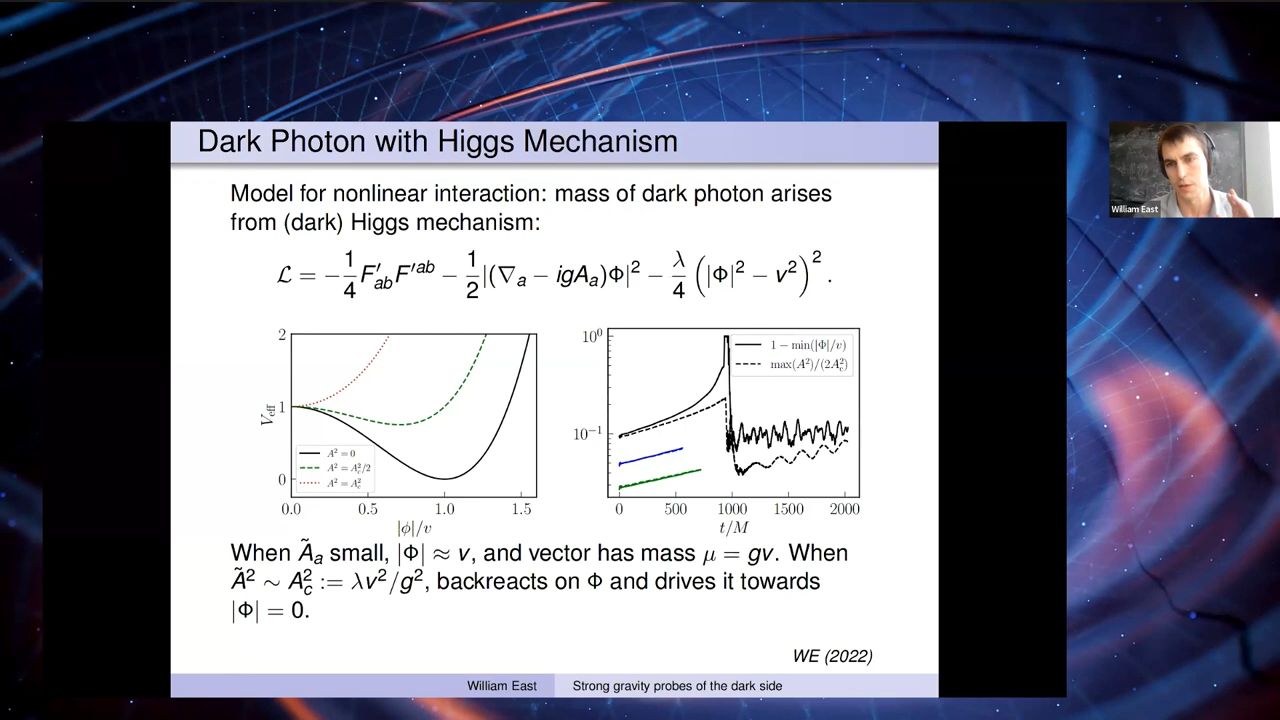 Dark Photon with Higgs Mechanism
Model for nonlinear interaction: mass of dark photon arises
from (dark) Higgs mechanism:
ℒ = −1/4 F′_{ab}F′^{ab} − 1/2|(∇_a − igA_a)Φ|² − λ/4 (|Φ|² − v²)².
2
1
0
V_eff
A² = 0
A² = A_c²/2
A² = A_c²
0.0 0.5 1.0 1.5
|ϕ|/v
10⁰
10⁻¹
1 − min(|Φ|/v)
max(A²)/(2A_c²)
0 500 1000 1500 2000
t/M
When Ã_a small, |Φ| ≈ v, and vector has mass μ = gv. When
Ã² ∼ A_c² := λv²/g², backreacts on Φ and drives it towards
|Φ| = 0.
WE (2022)
William East Strong gravity probes of the dark side
William East